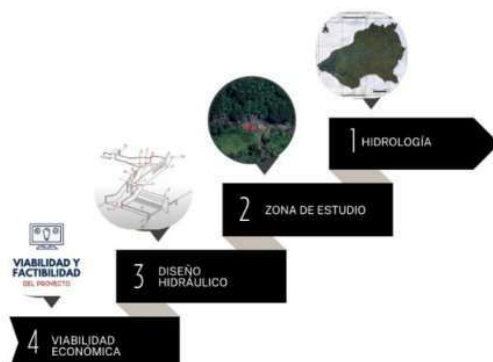 1 HIDROLOGÍA
2 ZONA DE ESTUDIO
3 DISEÑO
HIDRÁULICO
VIABILIDAD Y
FACTIBILIDAD
DEL PROYECTO
4 VIABILIDAD
ECONÓMICA